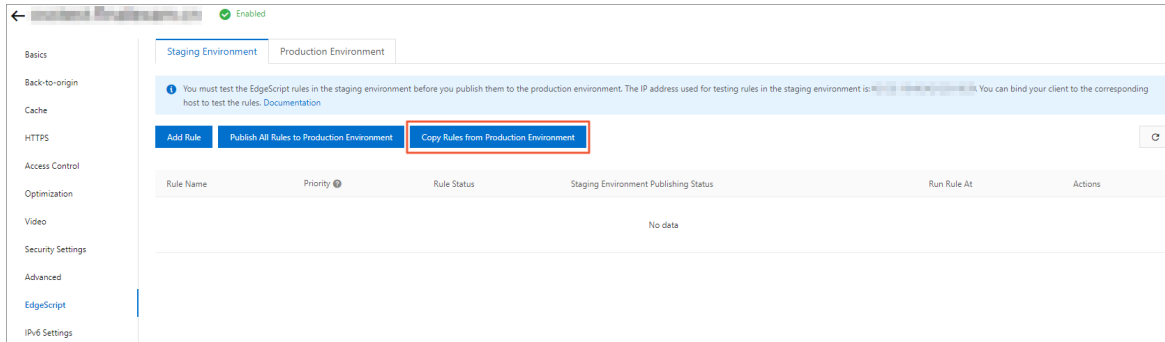 Enabled
Basics
Back-to-origin
Cache
HTTPS
Access Control
Optimization
Video
Security Settings
Advanced
EdgeScript
IPv6 Settings
Staging Environment Production Environment
You must test the EdgeScript rules in the staging environment before you publish them to the production environment. The IP address used for testing rules in the staging environment is: You can bind your client to the corresponding
host to test the rules. Documentation
Add Rule Publish All Rules to Production Environment Copy Rules from Production Environment
Rule Name Priority Rule Status Staging Environment Publishing Status Run Rule At Actions
No data